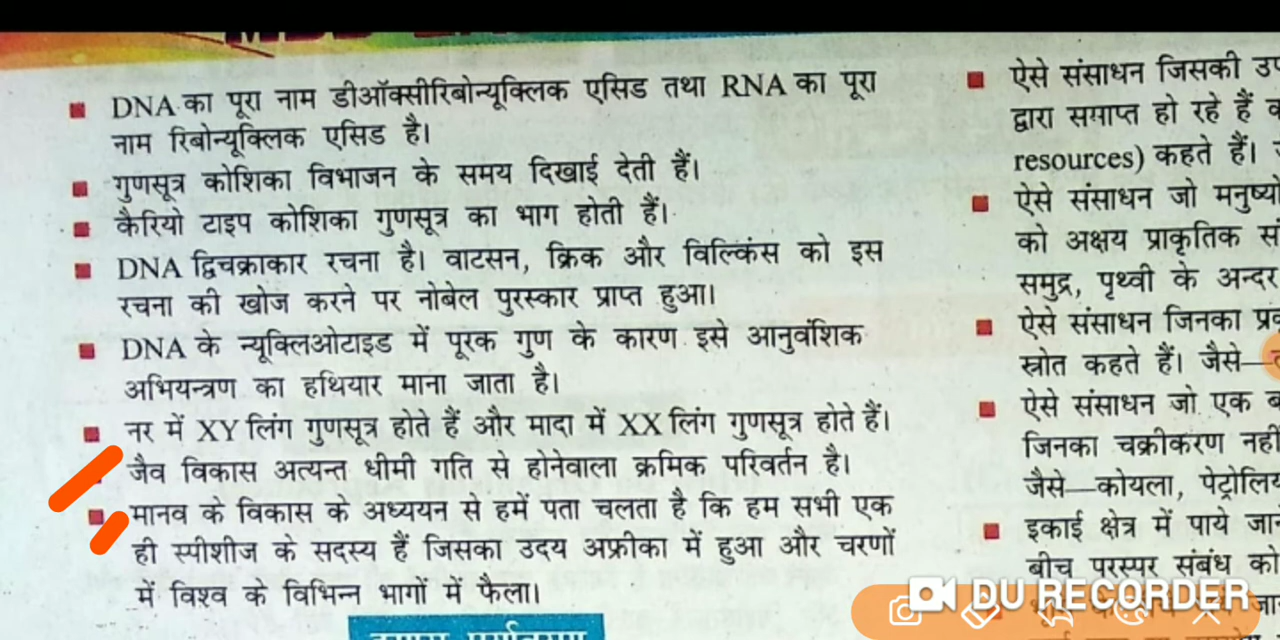 DNA का पूरा नाम डीऑक्सीरिबोन्यूक्लिक एसिड तथा RNA का पूरा
नाम रिबोन्यूक्लिक एसिड है।
गुणसूत्र कोशिका विभाजन के समय दिखाई देती हैं।
कैरियो टाइप कोशिका गुणसूत्र का भाग होती हैं।
DNA द्विचक्राकार रचना है। वाटसन, क्रिक और विल्किंस को इस
रचना की खोज करने पर नोबेल पुरस्कार प्राप्त हुआ।
DNA के न्यूक्लिओटाइड में पूरक गुण के कारण इसे आनुवंशिक
अभियन्त्रण का हथियार माना जाता है।
नर में XY लिंग गुणसूत्र होते हैं और मादा में XX लिंग गुणसूत्र होते हैं।
जैव विकास अत्यन्त धीमी गति से होनेवाला क्रमिक परिवर्तन है।
मानव के विकास के अध्ययन से हमें पता चलता है कि हम सभी एक
ही स्पीशीज के सदस्य हैं जिसका उदय अफ्रीका में हुआ और चरणों
में विश्व के विभिन्न भागों में फैला।
ऐसे संसाधन जिसकी
द्वारा समाप्त हो रहे हैं
resources) कहते हैं।
ऐसे संसाधन जो
को अक्षय प्राकृतिक
समुद्र, पृथ्वी के अन्दर
ऐसे संसाधन जिनका
स्रोत कहते हैं। जैसे—
ऐसे संसाधन जो एक
जिनका चक्रीकरण नहीं
जैसे—कोयला,
इकाई क्षेत्र में पाये
बीच परस्पर संबंध को
DU RECORDER